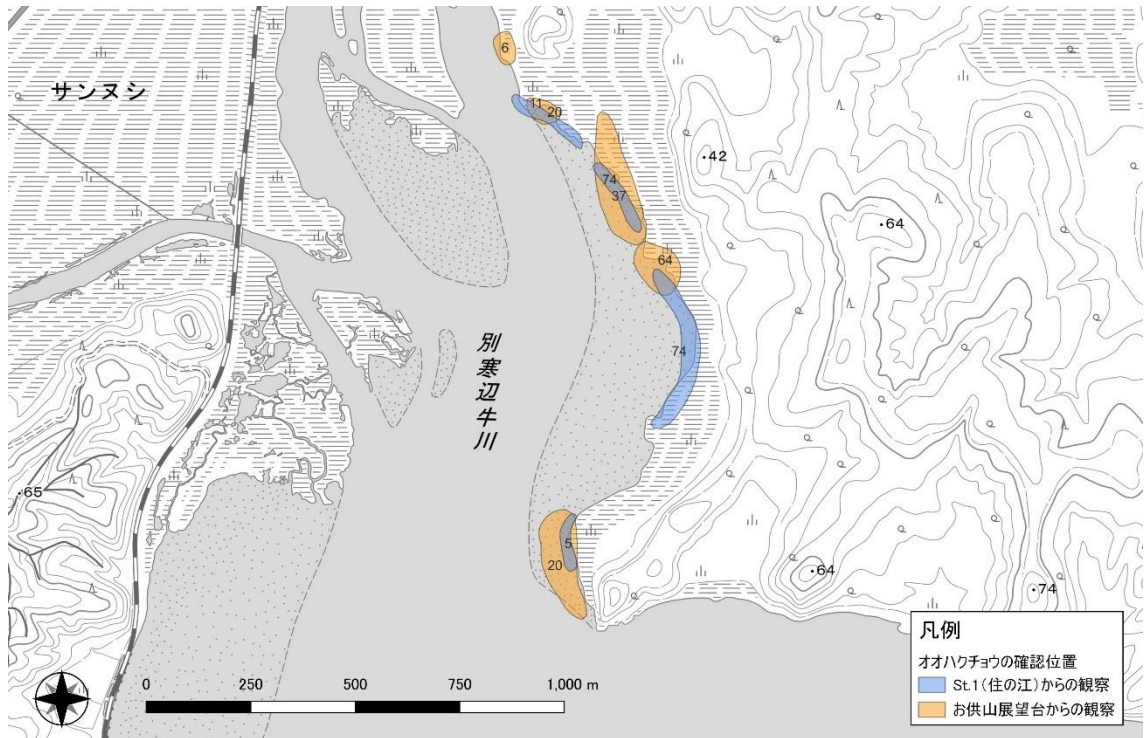 6
サンヌシ
11
20
42
74
37
64
64
別寒辺牛川
74
65
5
20
64
74
凡例
オオハクチョウの確認位置
St.1(住の江)からの観察
お供山展望台からの観察
0 250 500 750 1,000 m